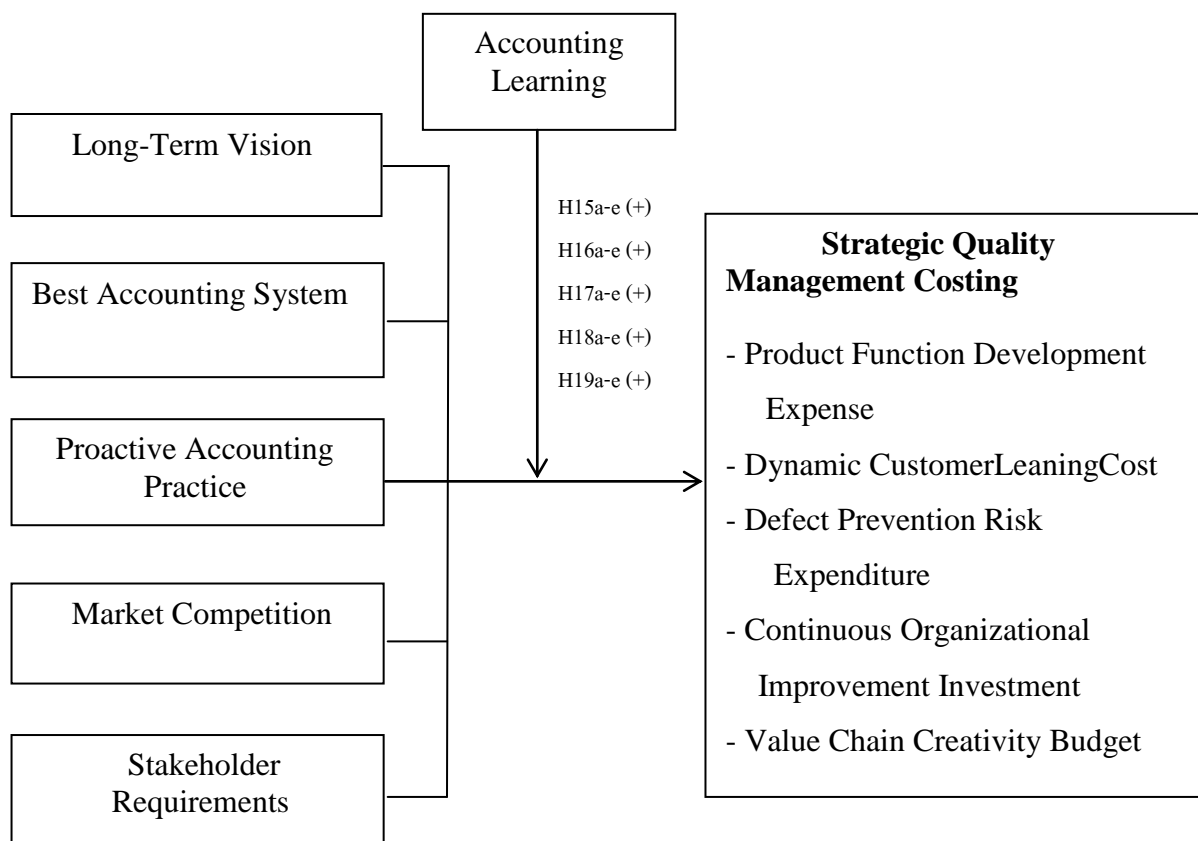 Accounting
Learning
Long-Term Vision
Best Accounting System
Proactive Accounting
Practice
Market Competition
Stakeholder
Requirements
H15a-e (+)
H16a-e (+)
H17a-e (+)
H18a-e (+)
H19a-e (+)
Strategic Quality
Management Costing
- Product Function Development
Expense
- Dynamic CustomerLeaningCost
- Defect Prevention Risk
Expenditure
- Continuous Organizational
Improvement Investment
- Value Chain Creativity Budget